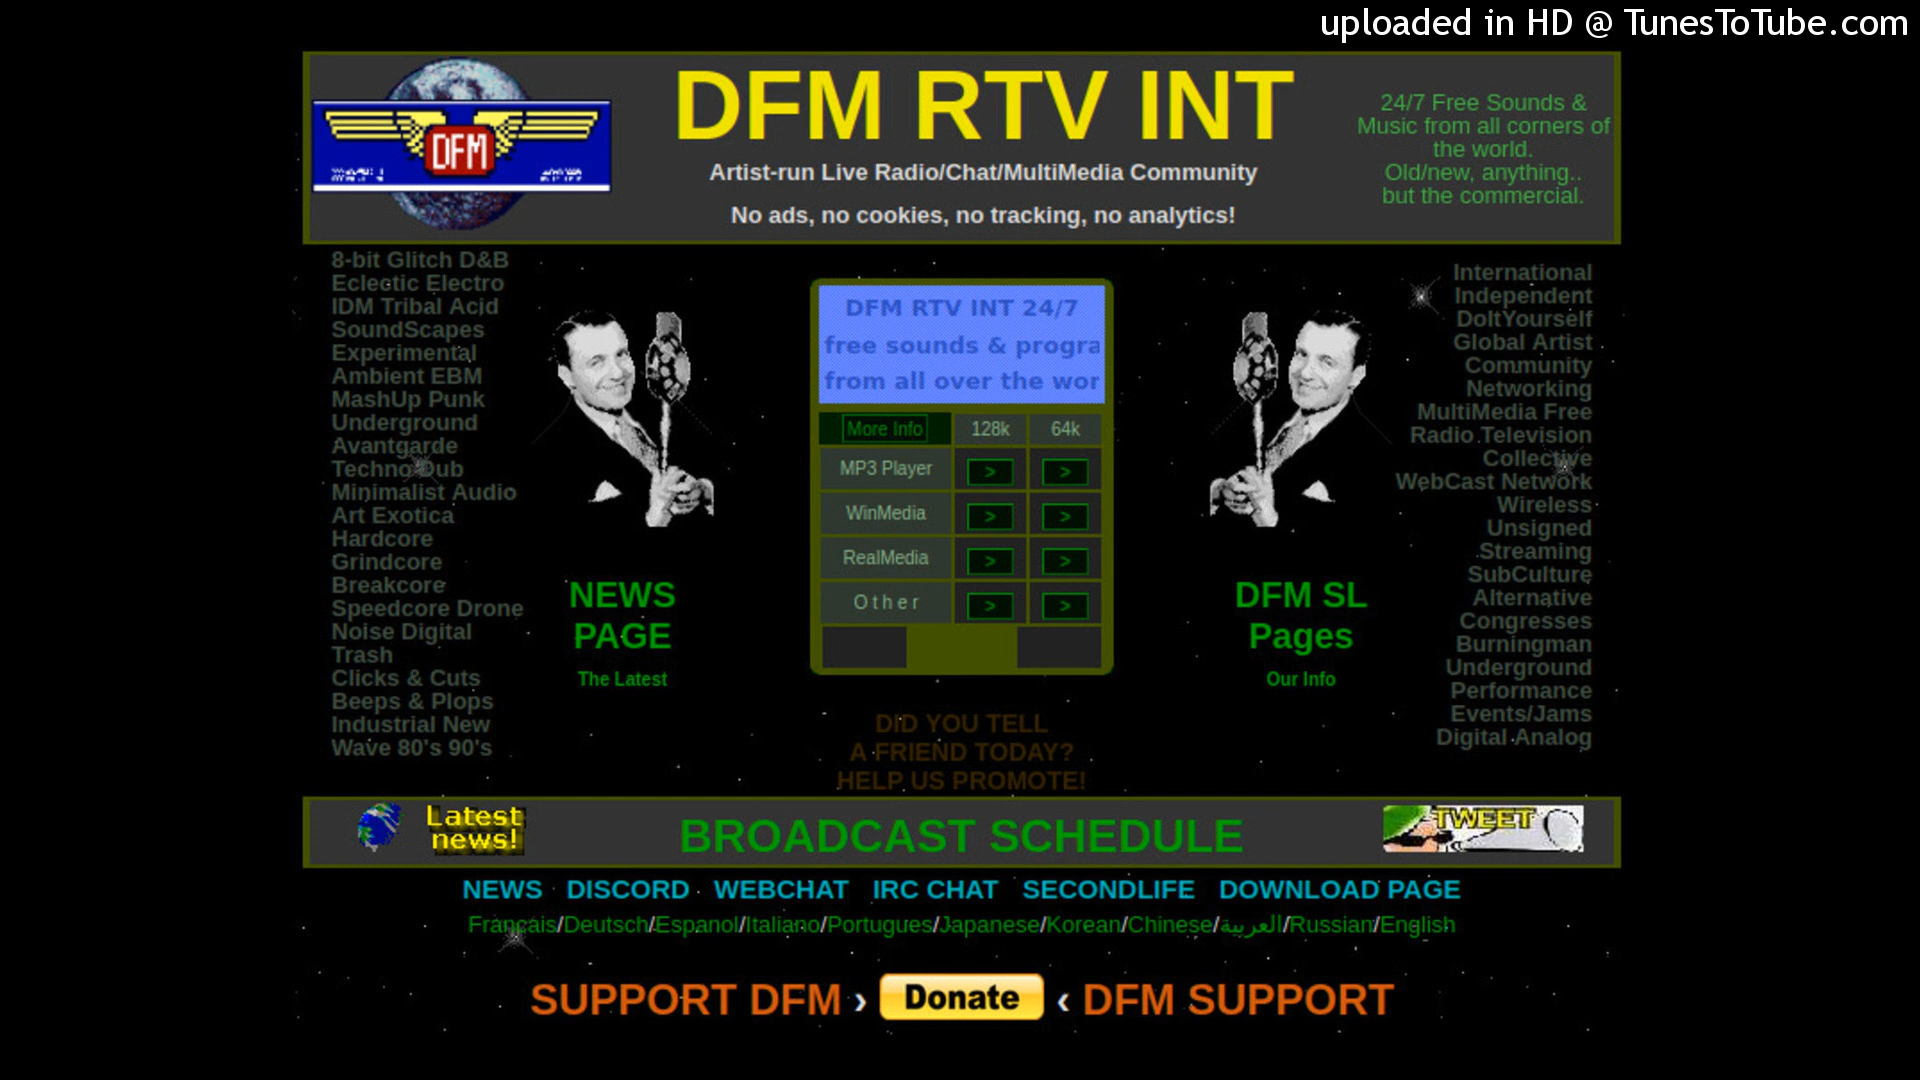 uploaded in HD @ TunesToTube.com
DFM
DFM RTV INT
Artist-run Live Radio/Chat/MultiMedia Community
No ads, no cookies, no tracking, no analytics!
24/7 Free Sounds &
Music from all corners of
the world.
Old/new, anything..
but the commercial.
8-bit Glitch D&B
Eclectic Electro
IDM Tribal Acid
SoundScapes
Experimental
Ambient EBM
MashUp Punk
Underground
Avantgarde
Techno Dub
Minimalist Audio
Art Exotica
Hardcore
Grindcore
Breakcore
Speedcore Drone
Noise Digital
Trash
Clicks & Cuts
Beeps & Plops
Industrial New
Wave 80's 90's
NEWS
PAGE
The Latest
DFM RTV INT 24/7
free sounds & progra
from all over the wor
More Info 128k 64k
MP3 Player > >
WinMedia > >
RealMedia > >
Other > >
DID YOU TELL
A FRIEND TODAY?
HELP US PROMOTE!
DFM SL
Pages
Our Info
International
Independent
DoItYourself
Global Artist
Community
Networking
MultiMedia Free
Radio Television
Collective
WebCast Network
Wireless
Unsigned
Streaming
SubCulture
Alternative
Congresses
Burningman
Underground
Performance
Events/Jams
Digital Analog
Latest
news!
BROADCAST SCHEDULE
TWEET
NEWS DISCORD WEBCHAT IRC CHAT SECONDLIFE DOWNLOAD PAGE
Francais/Deutsch/Espanol/Italiano/Portugues/Japanese/Korean/Chinese/العربية/Russian/English
SUPPORT DFM › Donate ‹ DFM SUPPORT